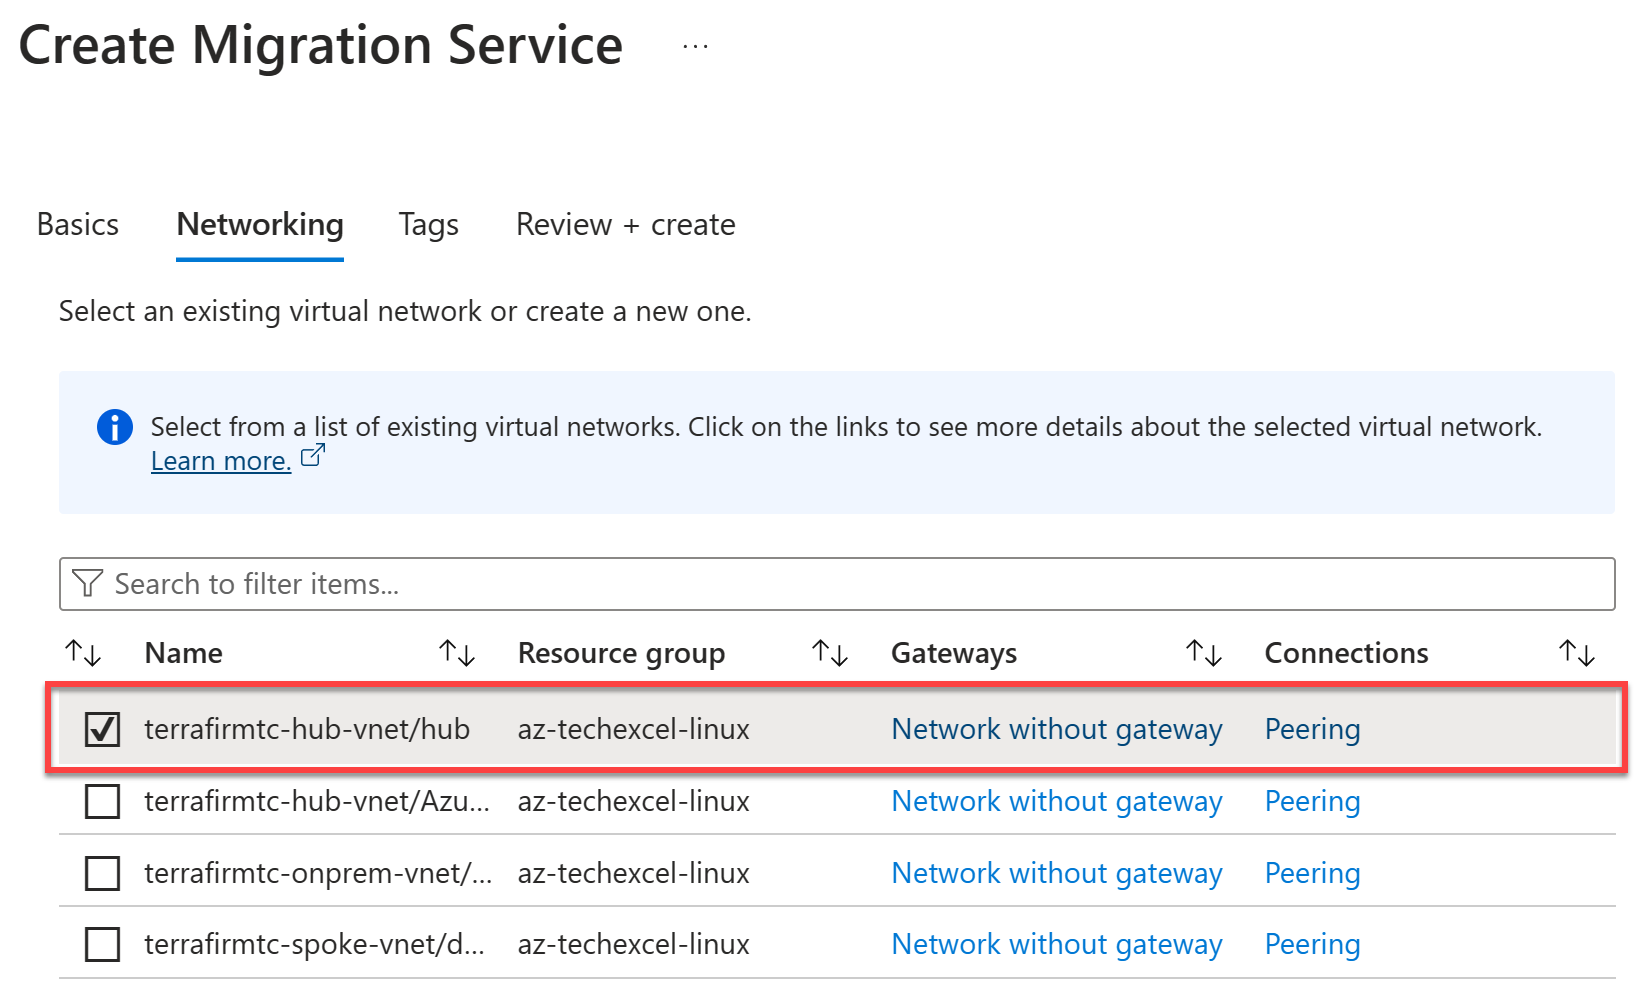 Create Migration Service ...
Basics Networking Tags Review + create
Select an existing virtual network or create a new one.
Select from a list of existing virtual networks. Click on the links to see more details about the selected virtual network.
Learn more.
Search to filter items...
Name Resource group Gateways Connections
terrafirmtc-hub-vnet/hub az-techexcel-linux Network without gateway Peering
terrafirmtc-hub-vnet/Azu... az-techexcel-linux Network without gateway Peering
terrafirmtc-onprem-vnet/... az-techexcel-linux Network without gateway Peering
terrafirmtc-spoke-vnet/d... az-techexcel-linux Network without gateway Peering